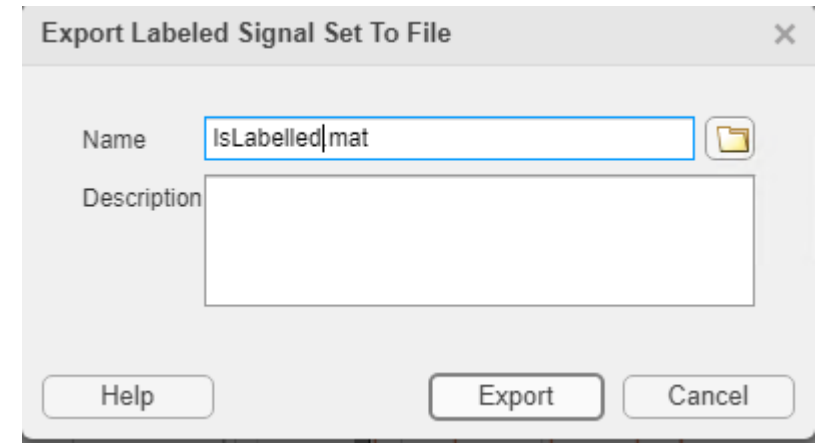 Export Labeled Signal Set To File
Name
lsLabelled.mat
Description
Help
Export
Cancel